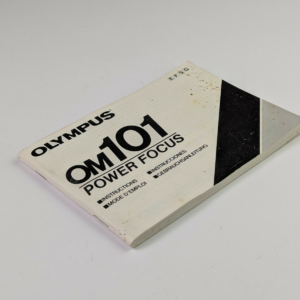 E F S G
OLYMPUS
OM101
POWER FOCUS
■INSTRUCTIONS ■INSTRUCCIONES
■MODE D'EMPLOI ■GEBRAUCHSANLEITUNG